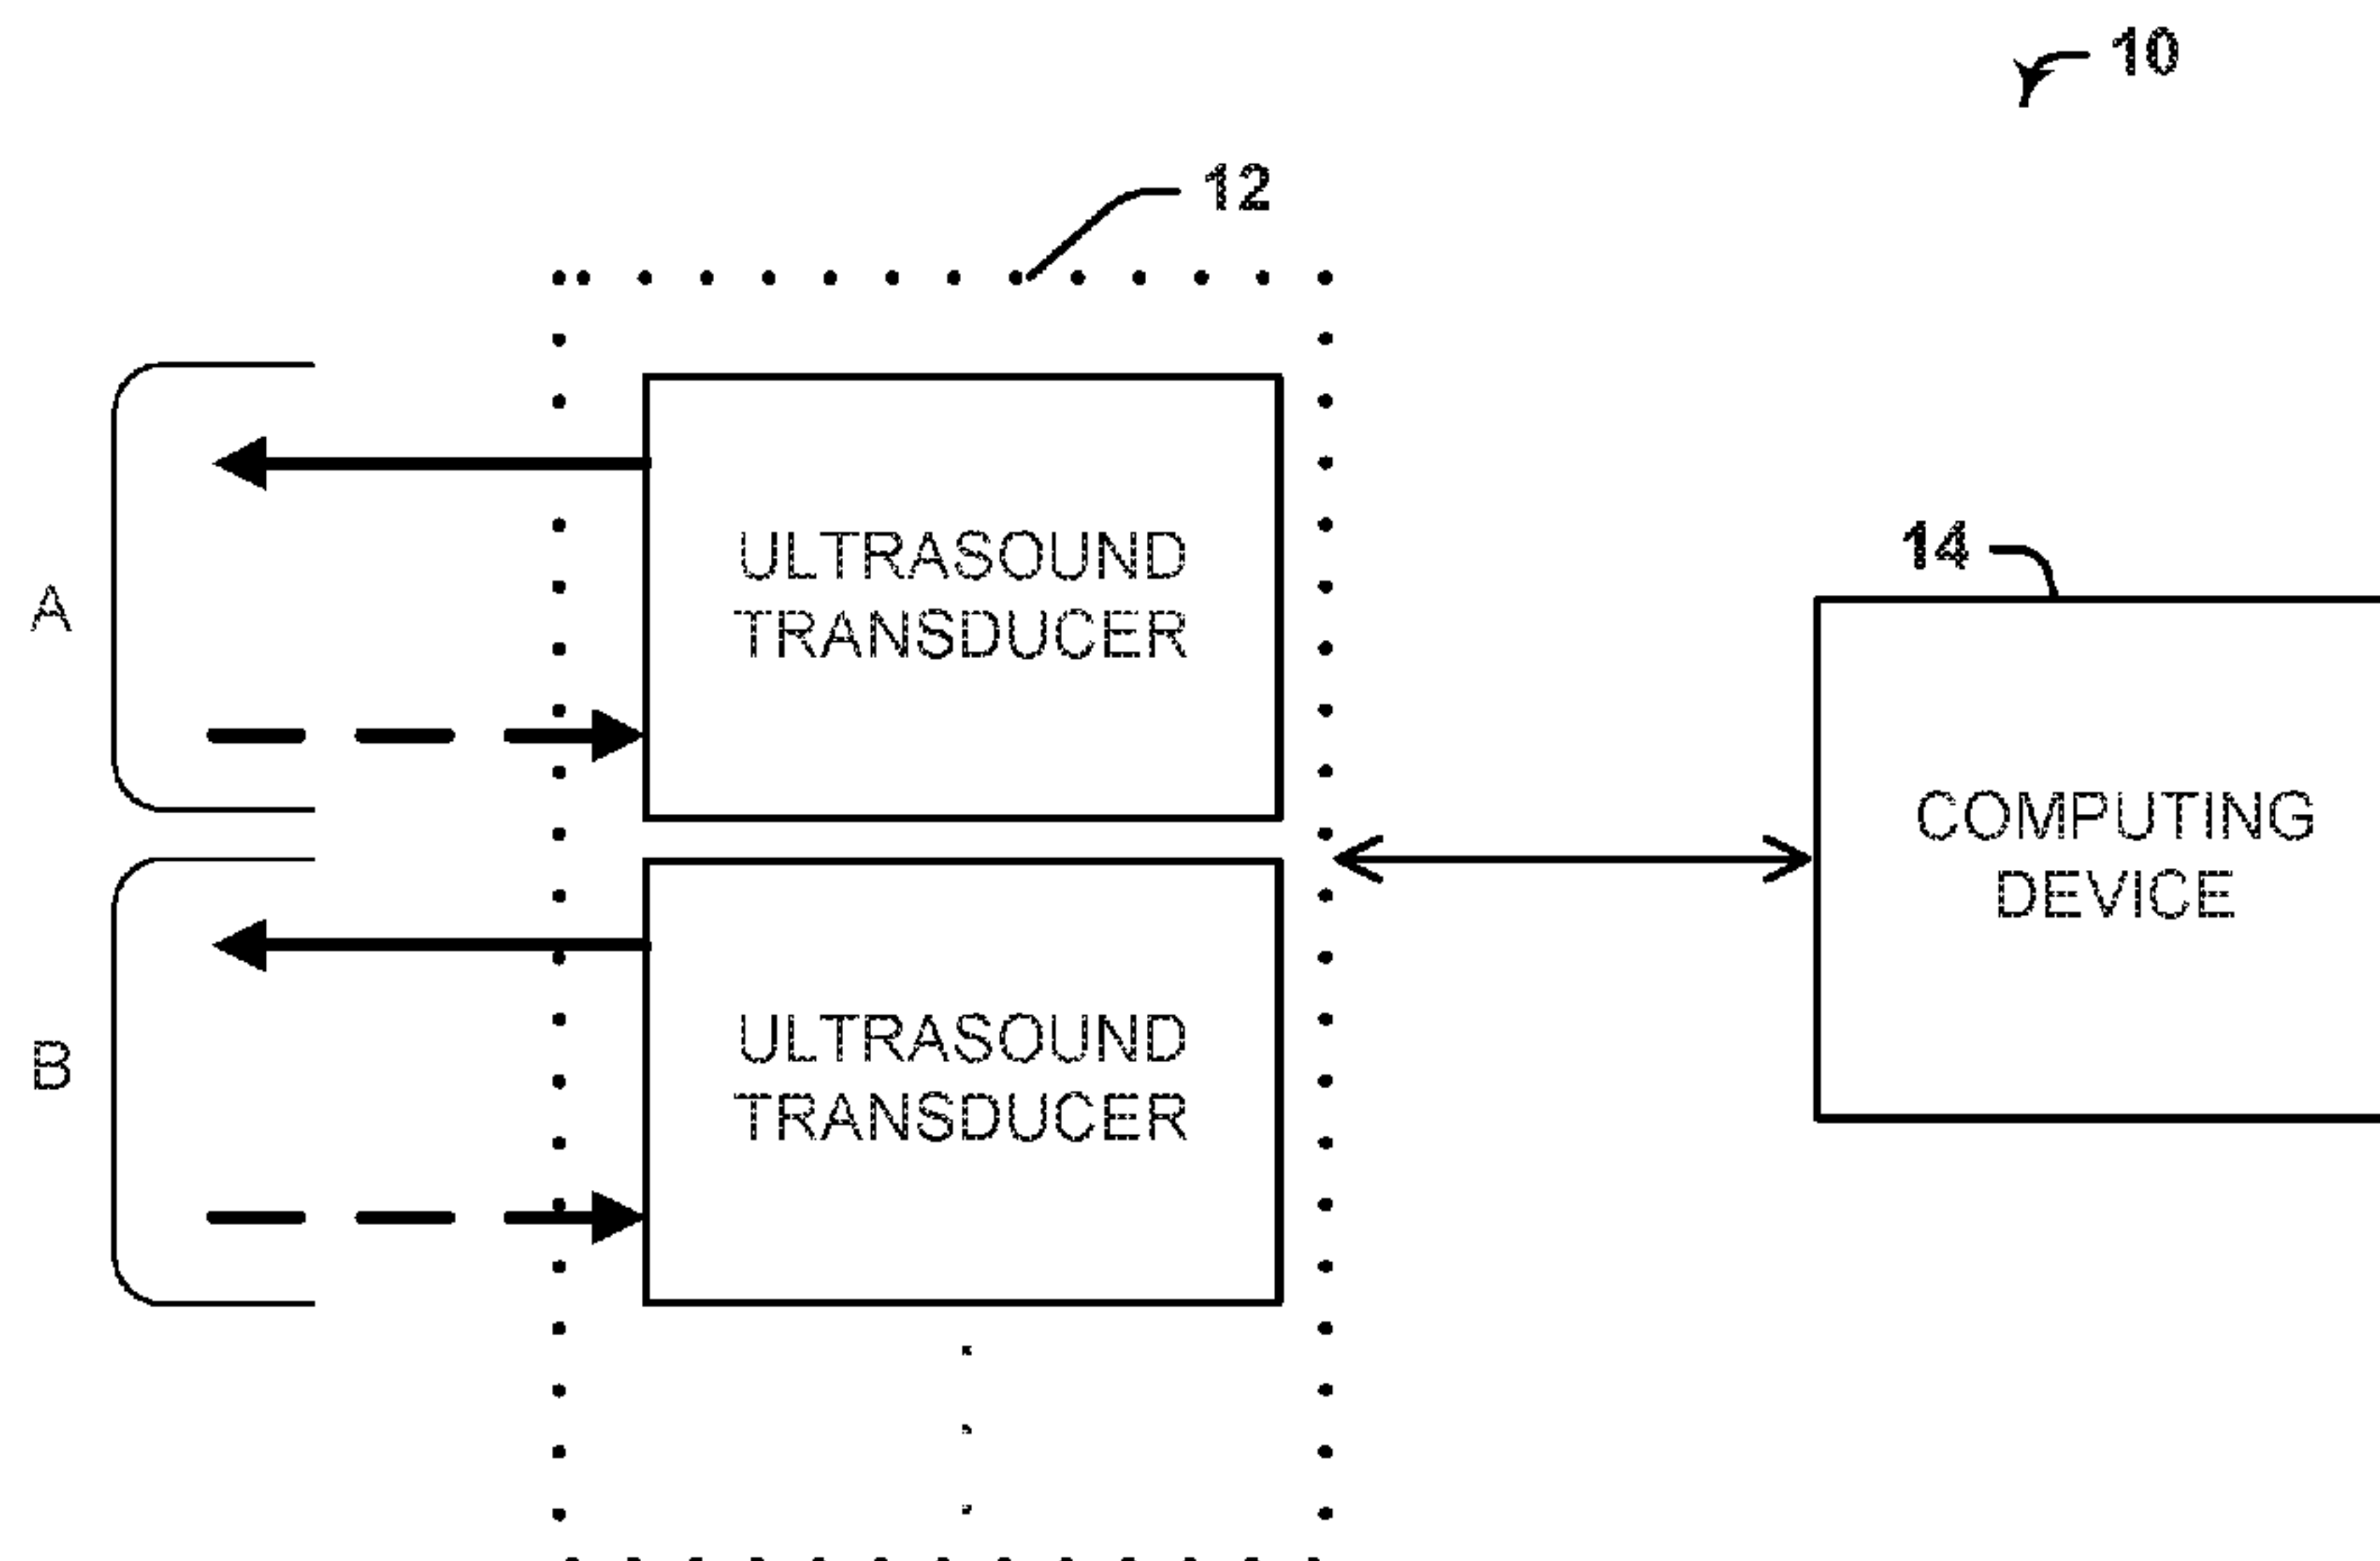 10
12
ULTRASOUND
TRANSDUCER
A
14
COMPUTING
DEVICE
ULTRASOUND
TRANSDUCER
B